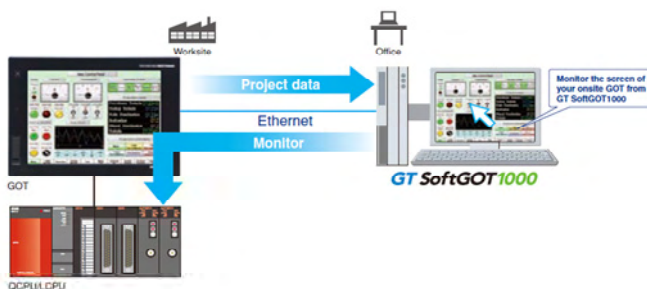 Worksite
Office
Project data
Ethernet
Monitor
Monitor the screen of
your onsite GOT from
GT SoftGOT1000
GOT
GT SoftGOT1000
QCPU/LCPU